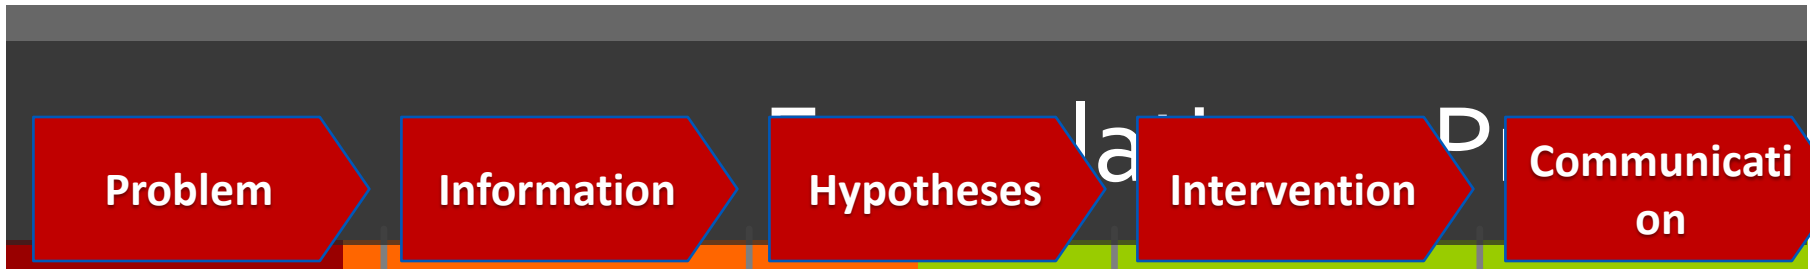 Problem
Information
Hypotheses
Intervention
Communicati
on